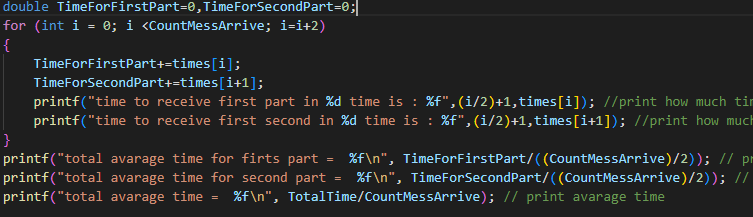 double TimeForFirstPart=0,TimeForSecondPart=0;
for (int i = 0; i <CountMessArrive; i=i+2)
{
    TimeForFirstPart+=times[i];
    TimeForSecondPart+=times[i+1];
    printf("time to receive first part in %d time is : %f",(i/2)+1,times[i]); //print how much
    printf("time to receive first second in %d time is : %f",(i/2)+1,times[i+1]); //print how much
}
printf("total avarage time for firts part =  %f\n", TimeForFirstPart/((CountMessArrive)/2)); //
printf("total avarage time for second part =  %f\n", TimeForSecondPart/((CountMessArrive)/2)); //
printf("total avarage time =  %f\n", TotalTime/CountMessArrive); // print avarage time